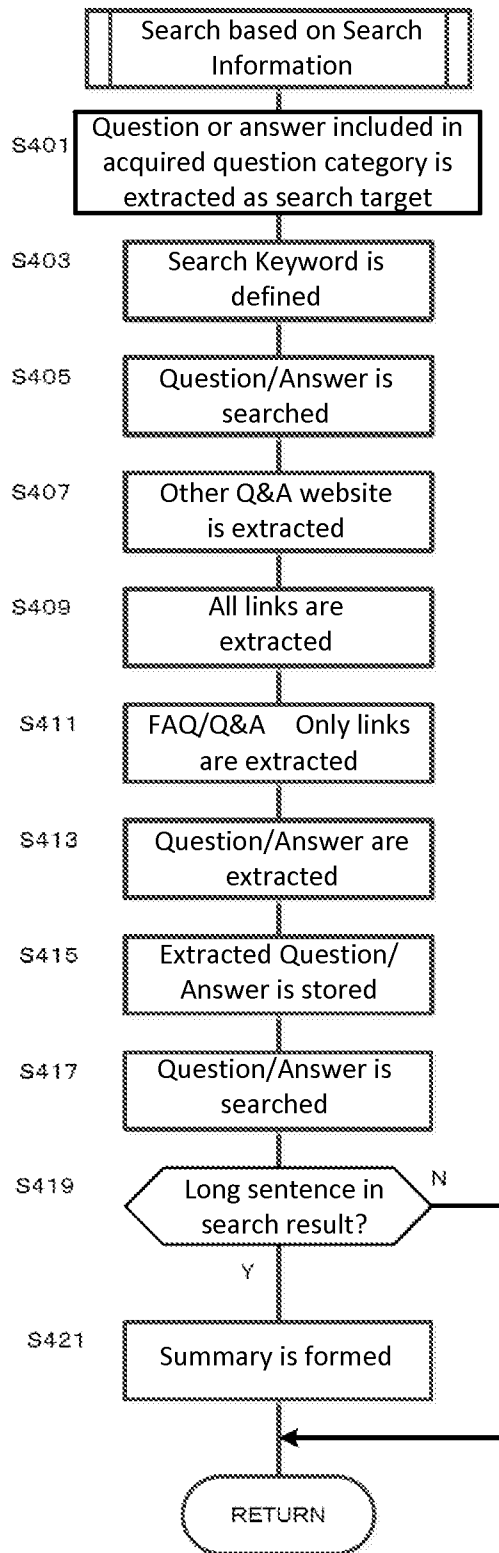 Search based on Search
Information
S401
Question or answer included in
acquired question category is
extracted as search target
S403
Search Keyword is
defined
S405
Question/Answer is
searched
S407
Other Q&A website
is extracted
S409
All links are
extracted
S411
FAQ/Q&A Only links
are extracted
S413
Question/Answer are
extracted
S415
Extracted Question/
Answer is stored
S417
Question/Answer is
searched
S419
Long sentence in
search result?
N
Y
S421
Summary is formed
RETURN